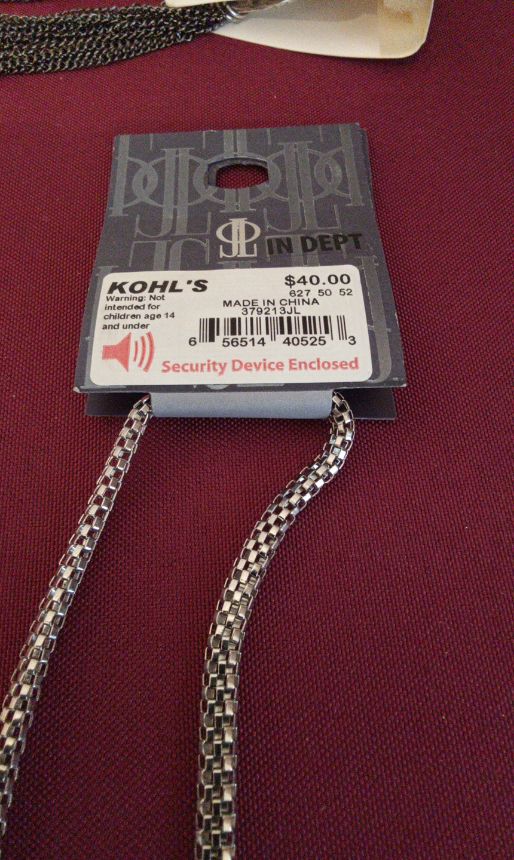 JL
IN DEPT
KOHL'S
$40.00
Warning: Not
intended for
children age 14
and under
627 50 52
MADE IN CHINA
379213JL
6 56514 40525 3
Security Device Enclosed